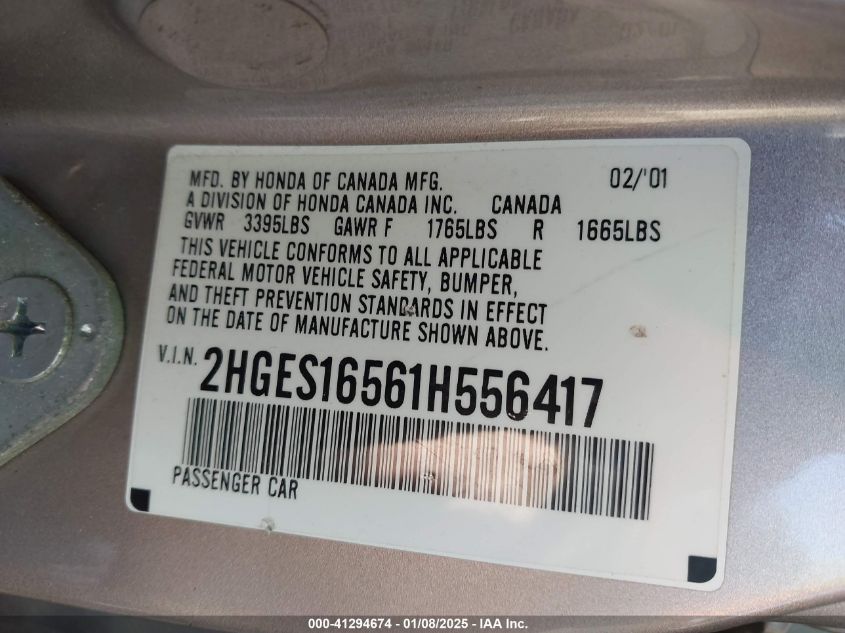 MFD. BY HONDA OF CANADA MFG. 02/'01
A DIVISION OF HONDA CANADA INC. CANADA
GVWR 3395LBS GAWR F 1765LBS R 1665LBS
THIS VEHICLE CONFORMS TO ALL APPLICABLE
FEDERAL MOTOR VEHICLE SAFETY, BUMPER,
AND THEFT PREVENTION STANDARDS IN EFFECT
ON THE DATE OF MANUFACTURE SHOWN ABOVE.
V.I.N. 2HGES16561H556417
PASSENGER CAR
000-41294674 - 01/08/2025 - IAA Inc.